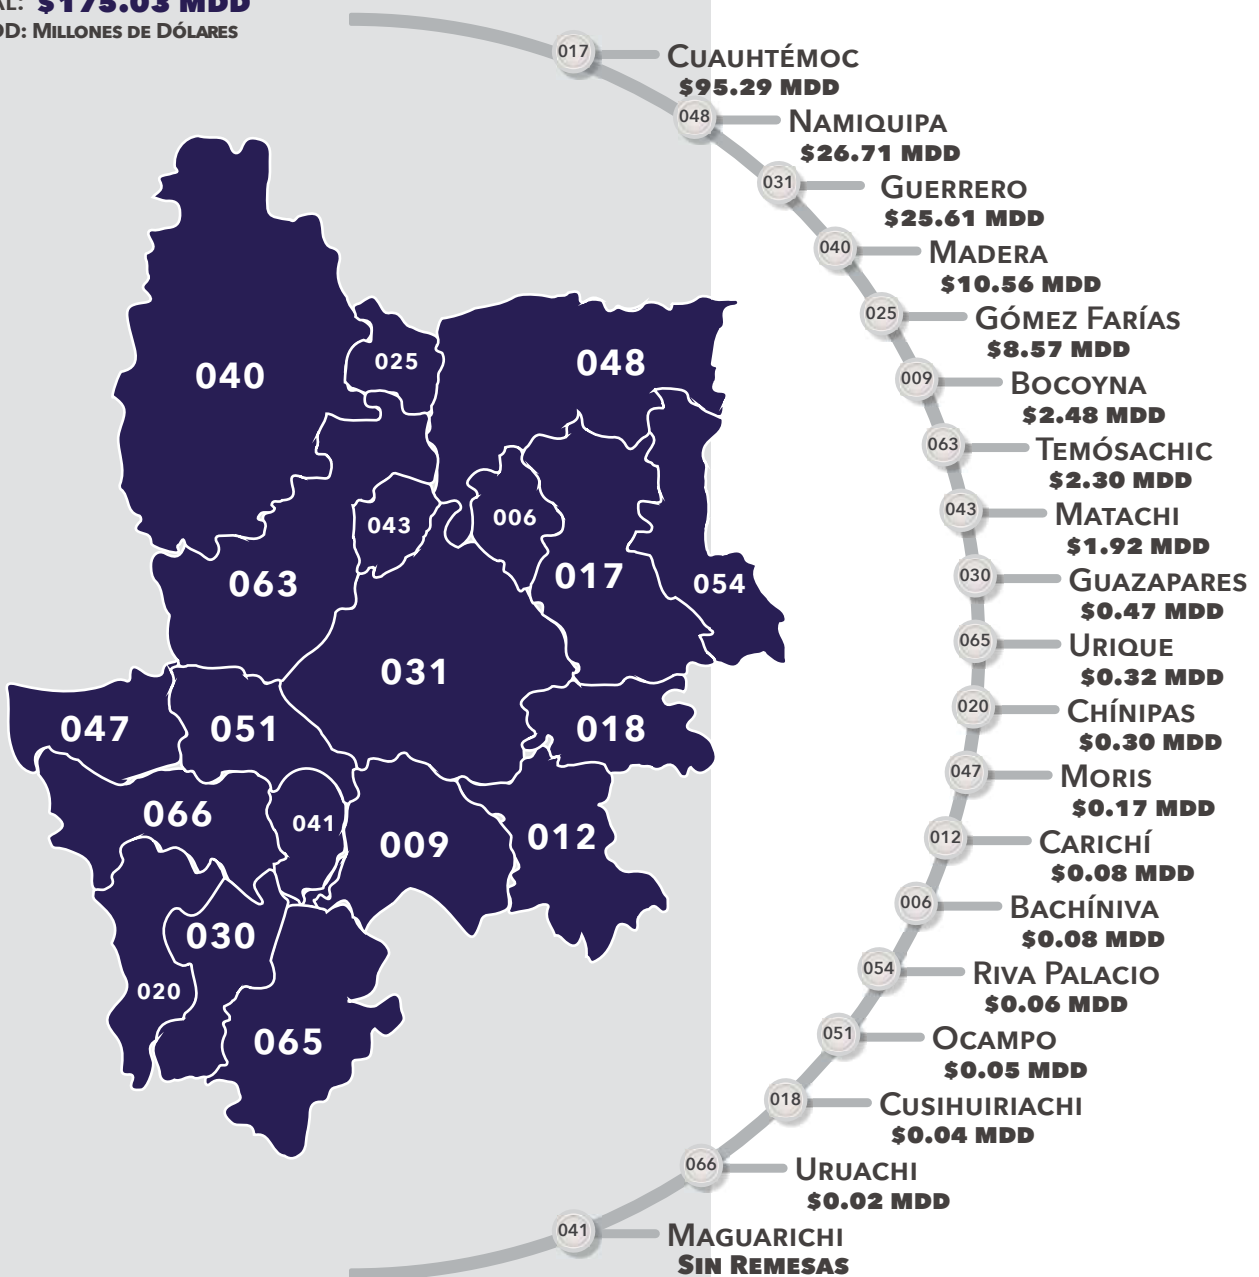 $175.03 MDD
MILLONES DE DÓLARES
017
CUAUHTÉMOC
$95.29 MDD
048
NAMIQUIPA
$26.71 MDD
031
GUERRERO
$25.61 MDD
040
MADERA
$10.56 MDD
025
GÓMEZ FARÍAS
$8.57 MDD
009
BOCOYNA
$2.48 MDD
063
TEMÓSACHIC
$2.30 MDD
043
MATACHI
$1.92 MDD
030
GUAZAPARES
$0.47 MDD
065
URIQUE
$0.32 MDD
020
CHÍNIPAS
$0.30 MDD
047
MORIS
$0.17 MDD
012
CARICHÍ
$0.08 MDD
006
BACHÍNIVA
$0.08 MDD
054
RIVA PALACIO
$0.06 MDD
051
OCAMPO
$0.05 MDD
018
CUSIHUIRIACHI
$0.04 MDD
066
URUACHI
$0.02 MDD
041
MAGUARICHI
SIN REMESAS
040
025
048
043
006
063
017
054
031
047
051
018
066
041
009
012
030
020
065